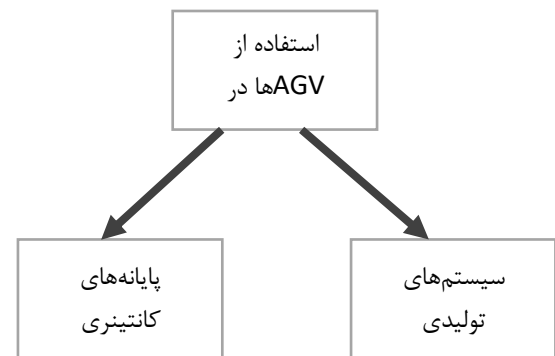 استفاده از
AGVها در
سیستم‌های
تولیدی
پایانه‌های
کانتینری